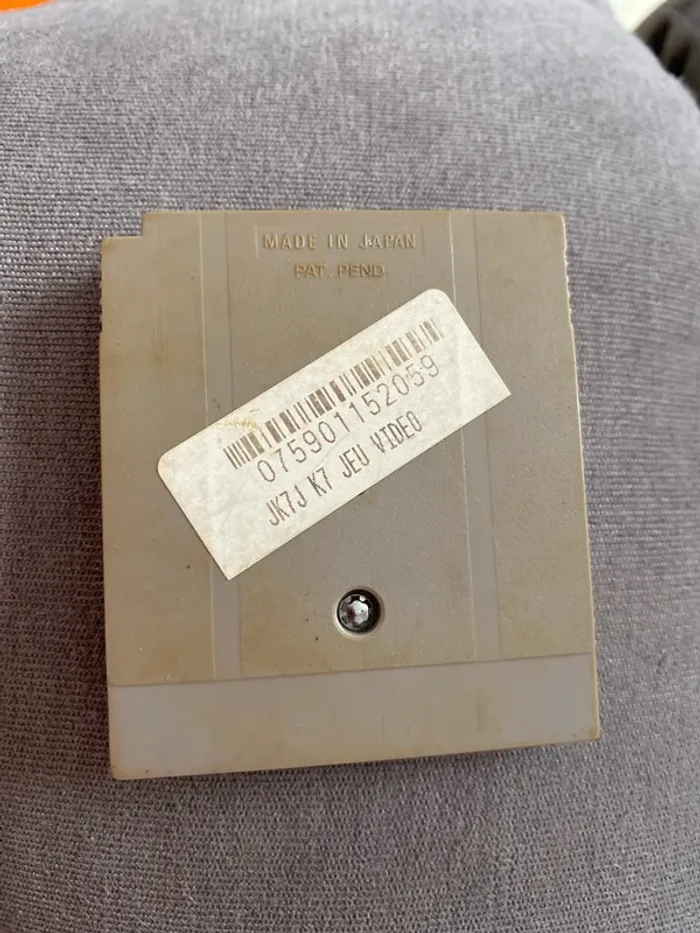 MADE IN JAPAN
PAT. PEND.
075901152059
JK7J K7 JEU VIDEO